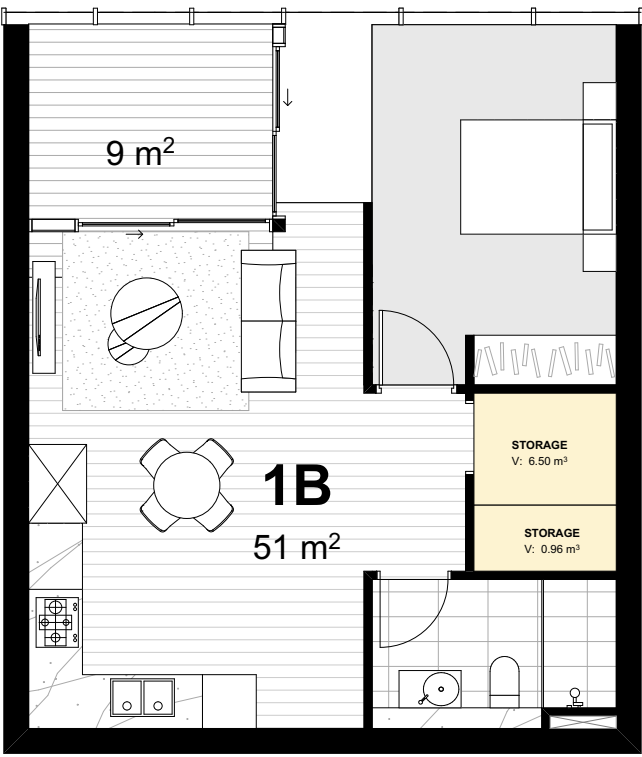 9 m²
STORAGE
V: 6.50 m³
1B
51 m²
STORAGE
V: 0.96 m³